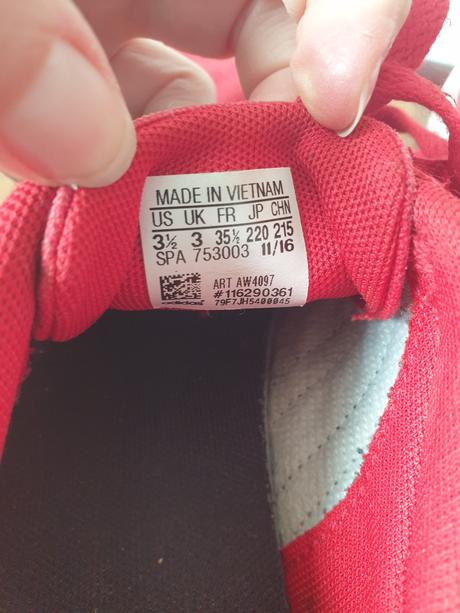 MADE IN VIETNAM
US UK FR JP CHN
3½ 3 35½ 220 215
SPA 753003 11/16
ART AW4097
#116290361
adidas 79F7JH5400045